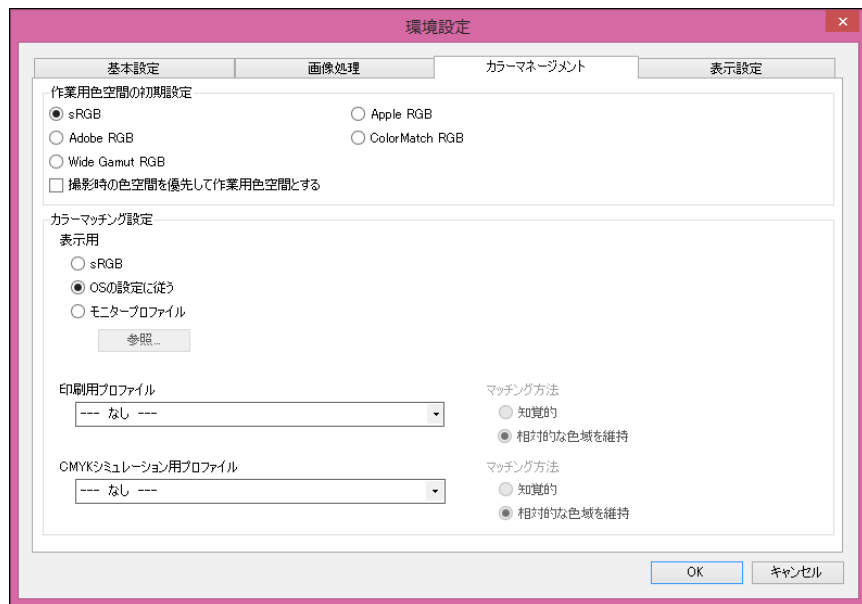 環境設定
基本設定 画像処理 カラーマネージメント 表示設定
作業用色空間の初期設定
sRGB Apple RGB
Adobe RGB ColorMatch RGB
Wide Gamut RGB
撮影時の色空間を優先して作業用色空間とする
カラーマッチング設定
表示用
sRGB
OSの設定に従う
モニタープロファイル
参照...
印刷用プロファイル マッチング方法
--- なし --- 知覚的
相対的な色域を維持
CMYKシミュレーション用プロファイル マッチング方法
--- なし --- 知覚的
相対的な色域を維持
OK キャンセル